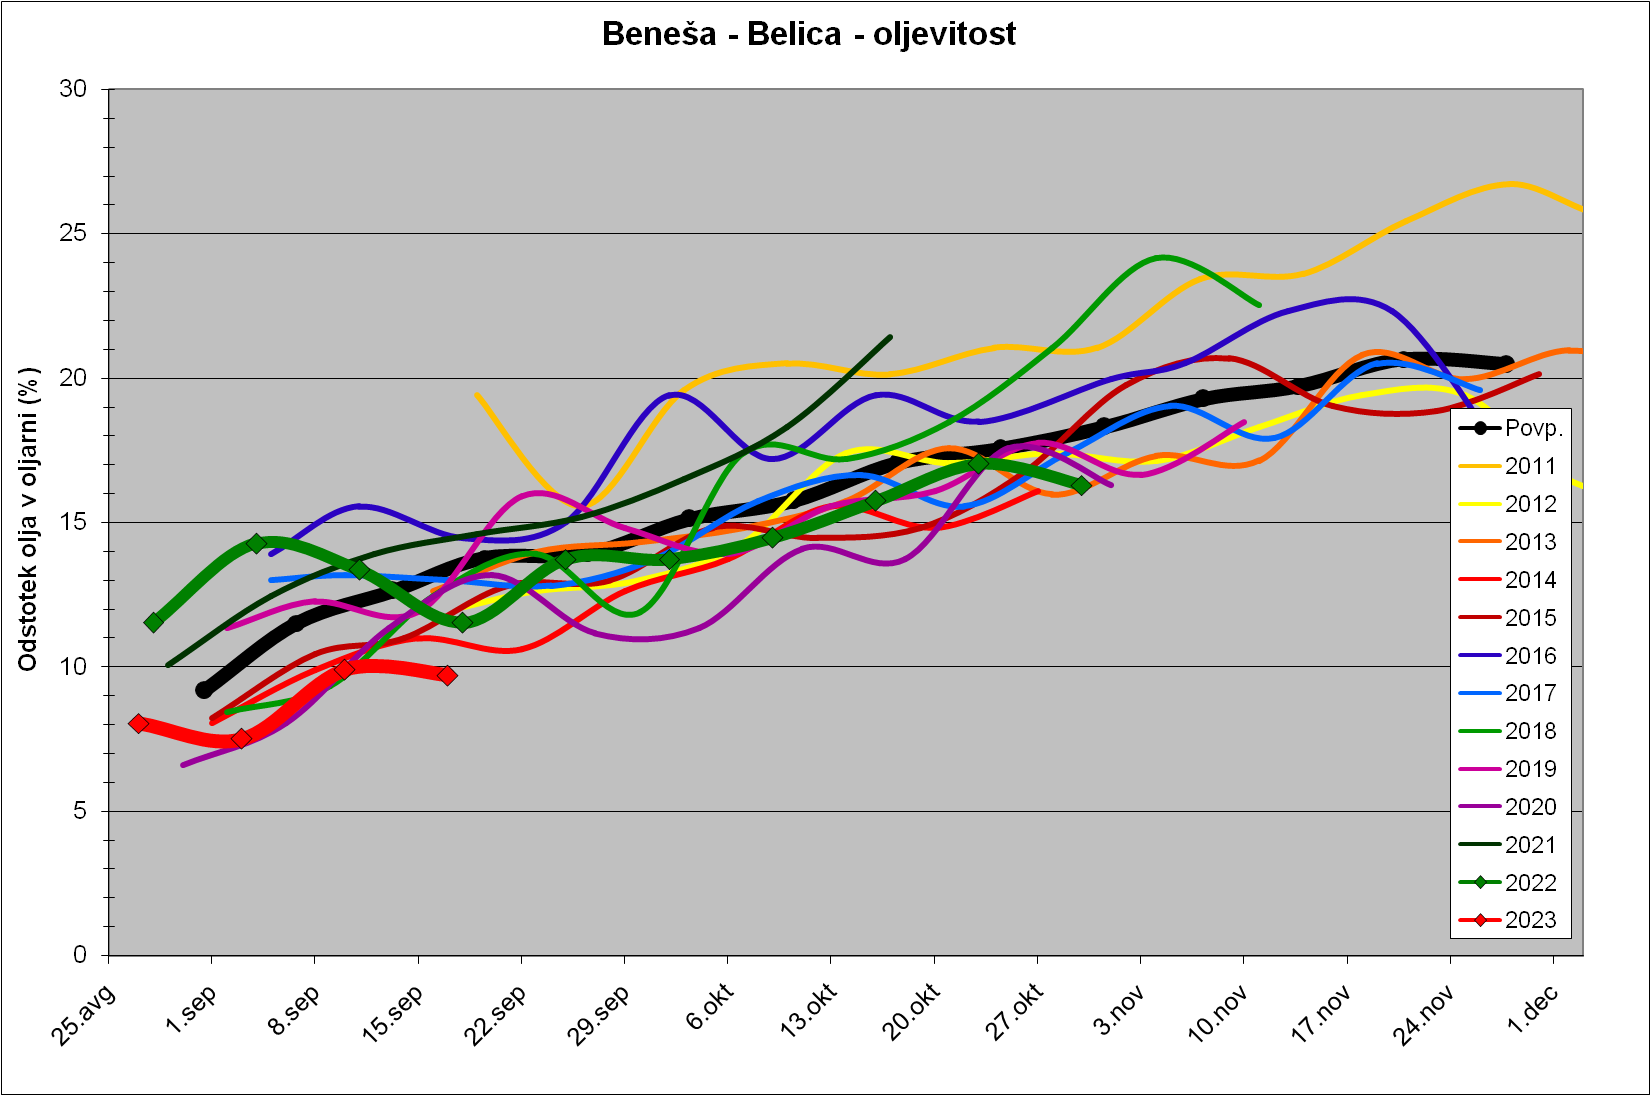 Beneša - Belica - oljevitost
Odstotek olja v oljarni (%)
30
25
20
15
10
5
0
25.avg
1.sep
8.sep
15.sep
22.sep
29.sep
6.okt
13.okt
20.okt
27.okt
3.nov
10.nov
17.nov
24.nov
1.dec
Povp.
2011
2012
2013
2014
2015
2016
2017
2018
2019
2020
2021
2022
2023